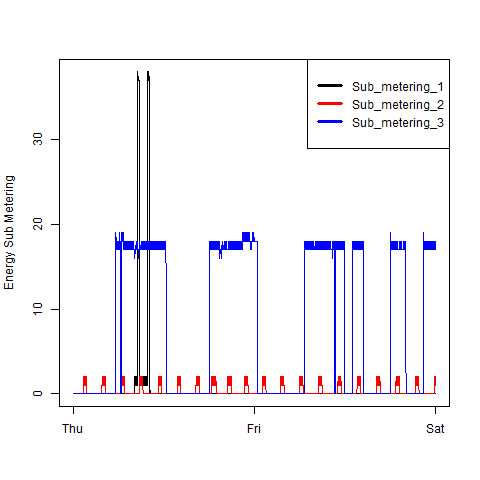 Sub_metering_1
Sub_metering_2
Sub_metering_3
Energy Sub Metering
30
20
10
0
Thu Fri Sat